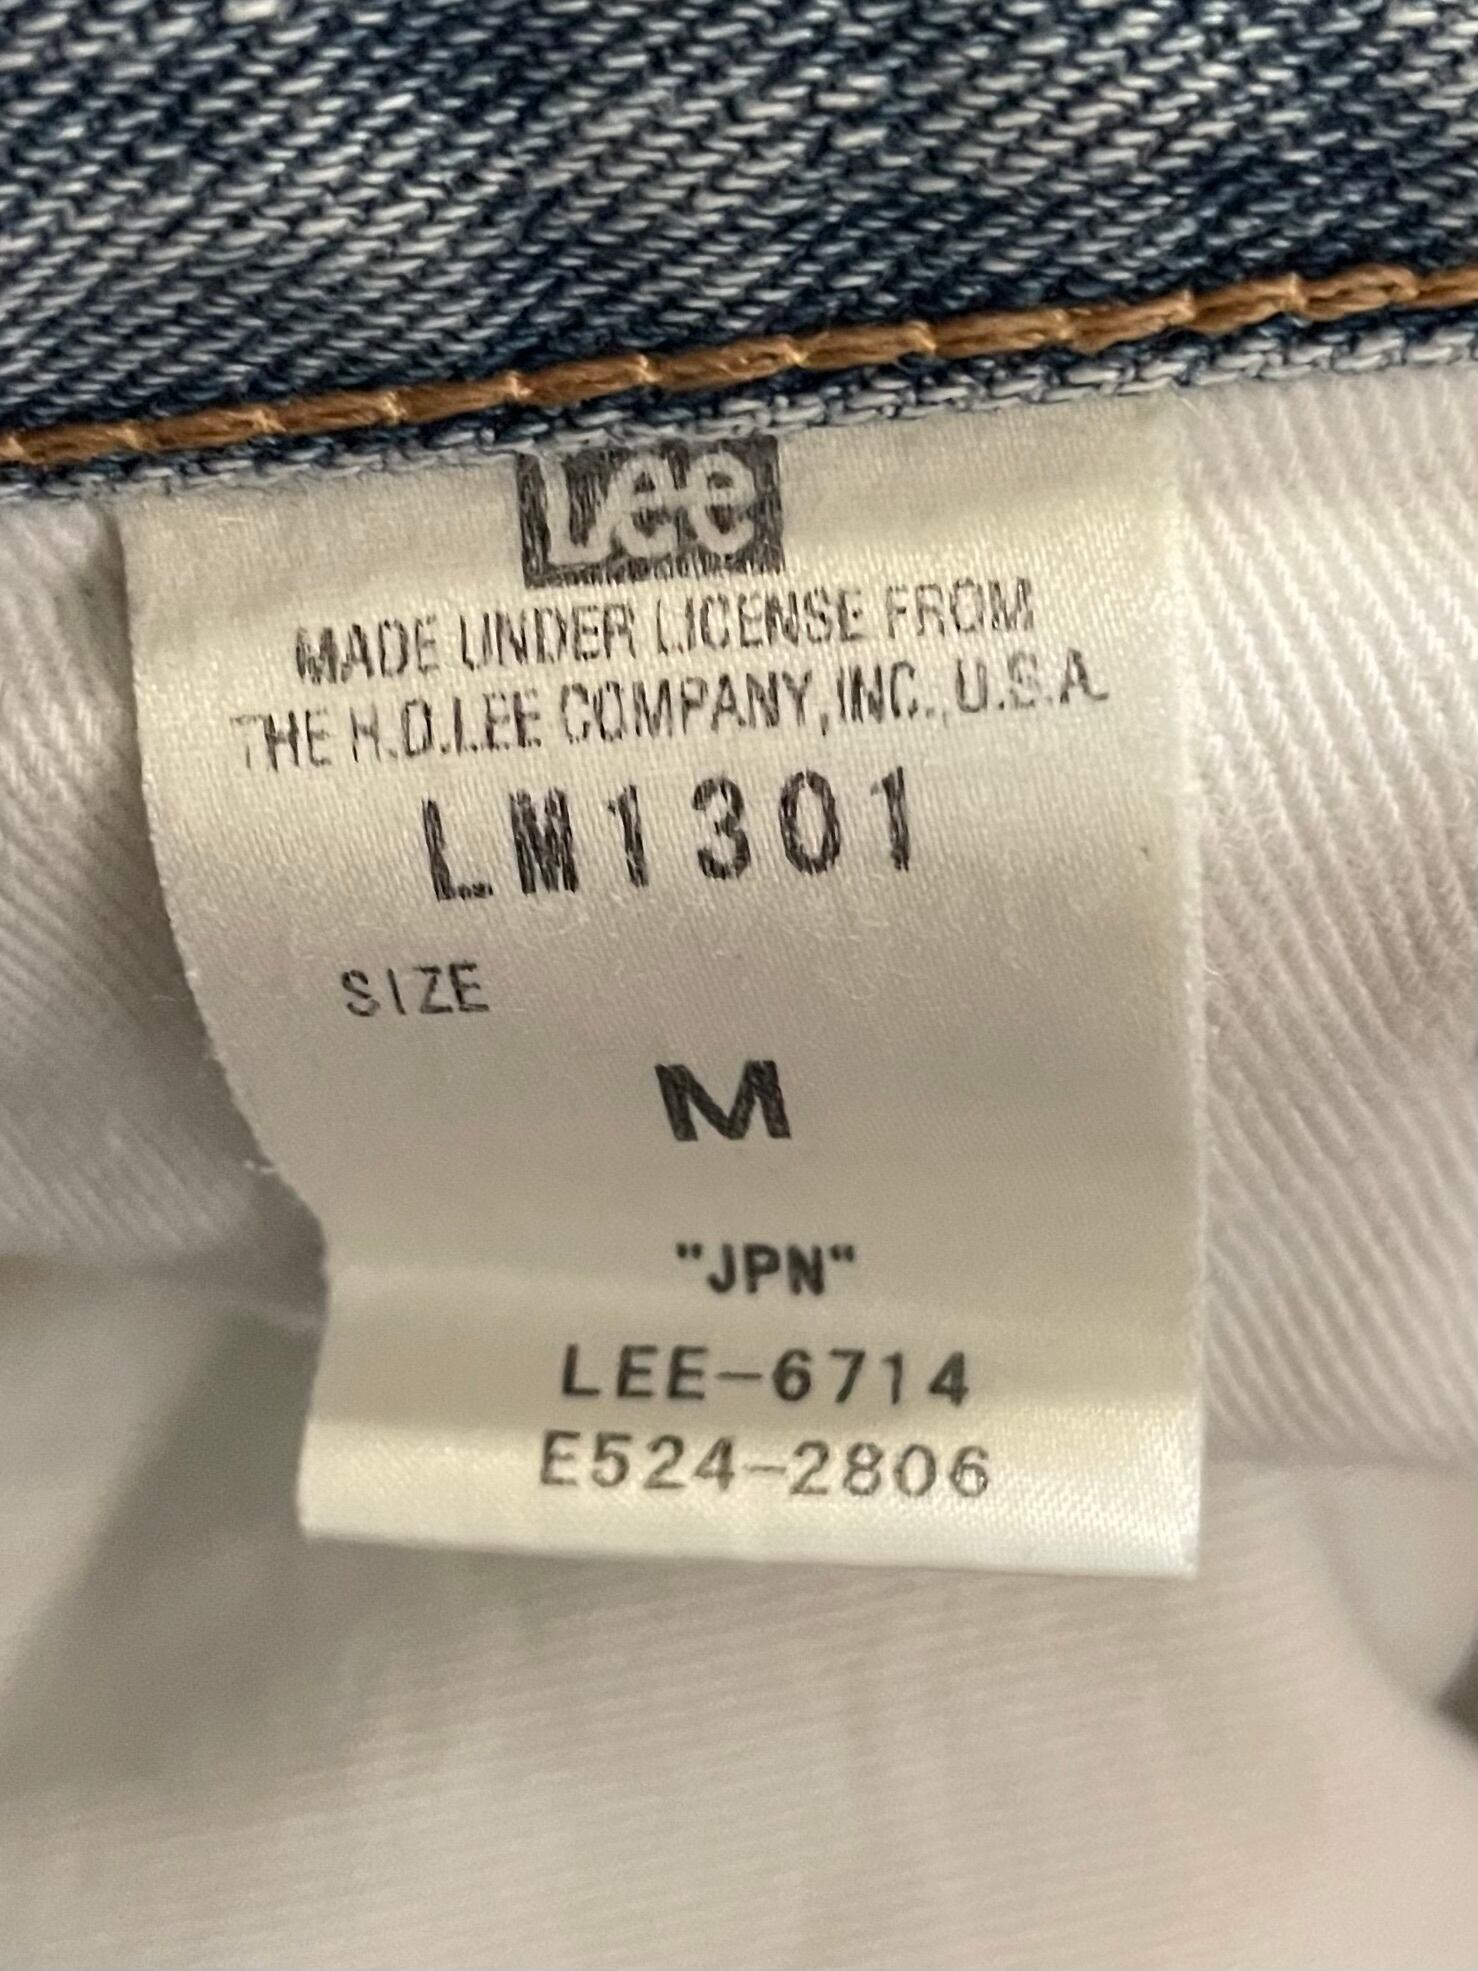 Lee
MADE UNDER LICENSE FROM
THE H.D.LEE COMPANY,INC.,U.S.A.
LM1301
SIZE
M
"JPN"
LEE-6714
E524-2806